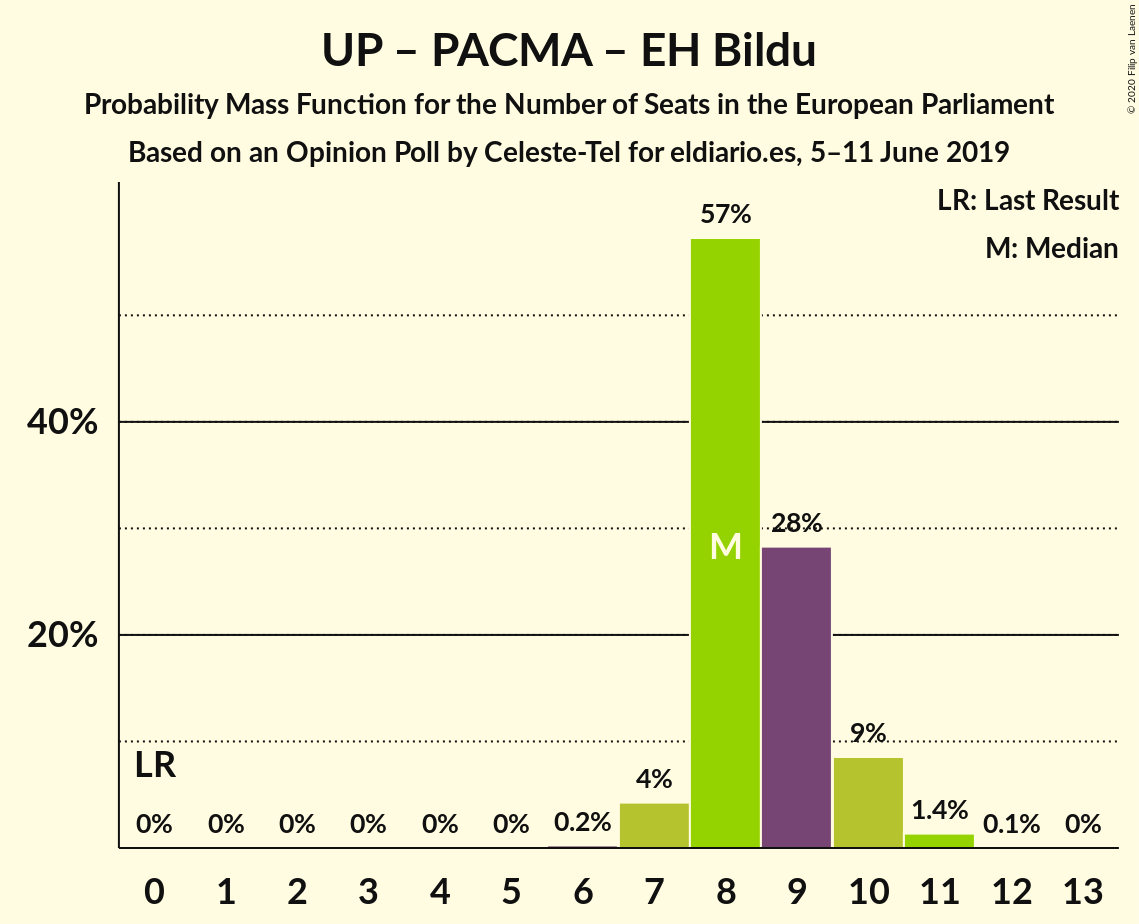 UP – PACMA – EH Bildu
Probability Mass Function for the Number of Seats in the European Parliament
Based on an Opinion Poll by Celeste-Tel for eldiario.es, 5–11 June 2019
© 2020 Filip van Laenen
LR: Last Result
M: Median
57%
40%
M
28%
20%
LR
9%
4%
0% 0% 0% 0% 0% 0% 0.2% 1.4% 0.1% 0%
0 1 2 3 4 5 6 7 8 9 10 11 12 13